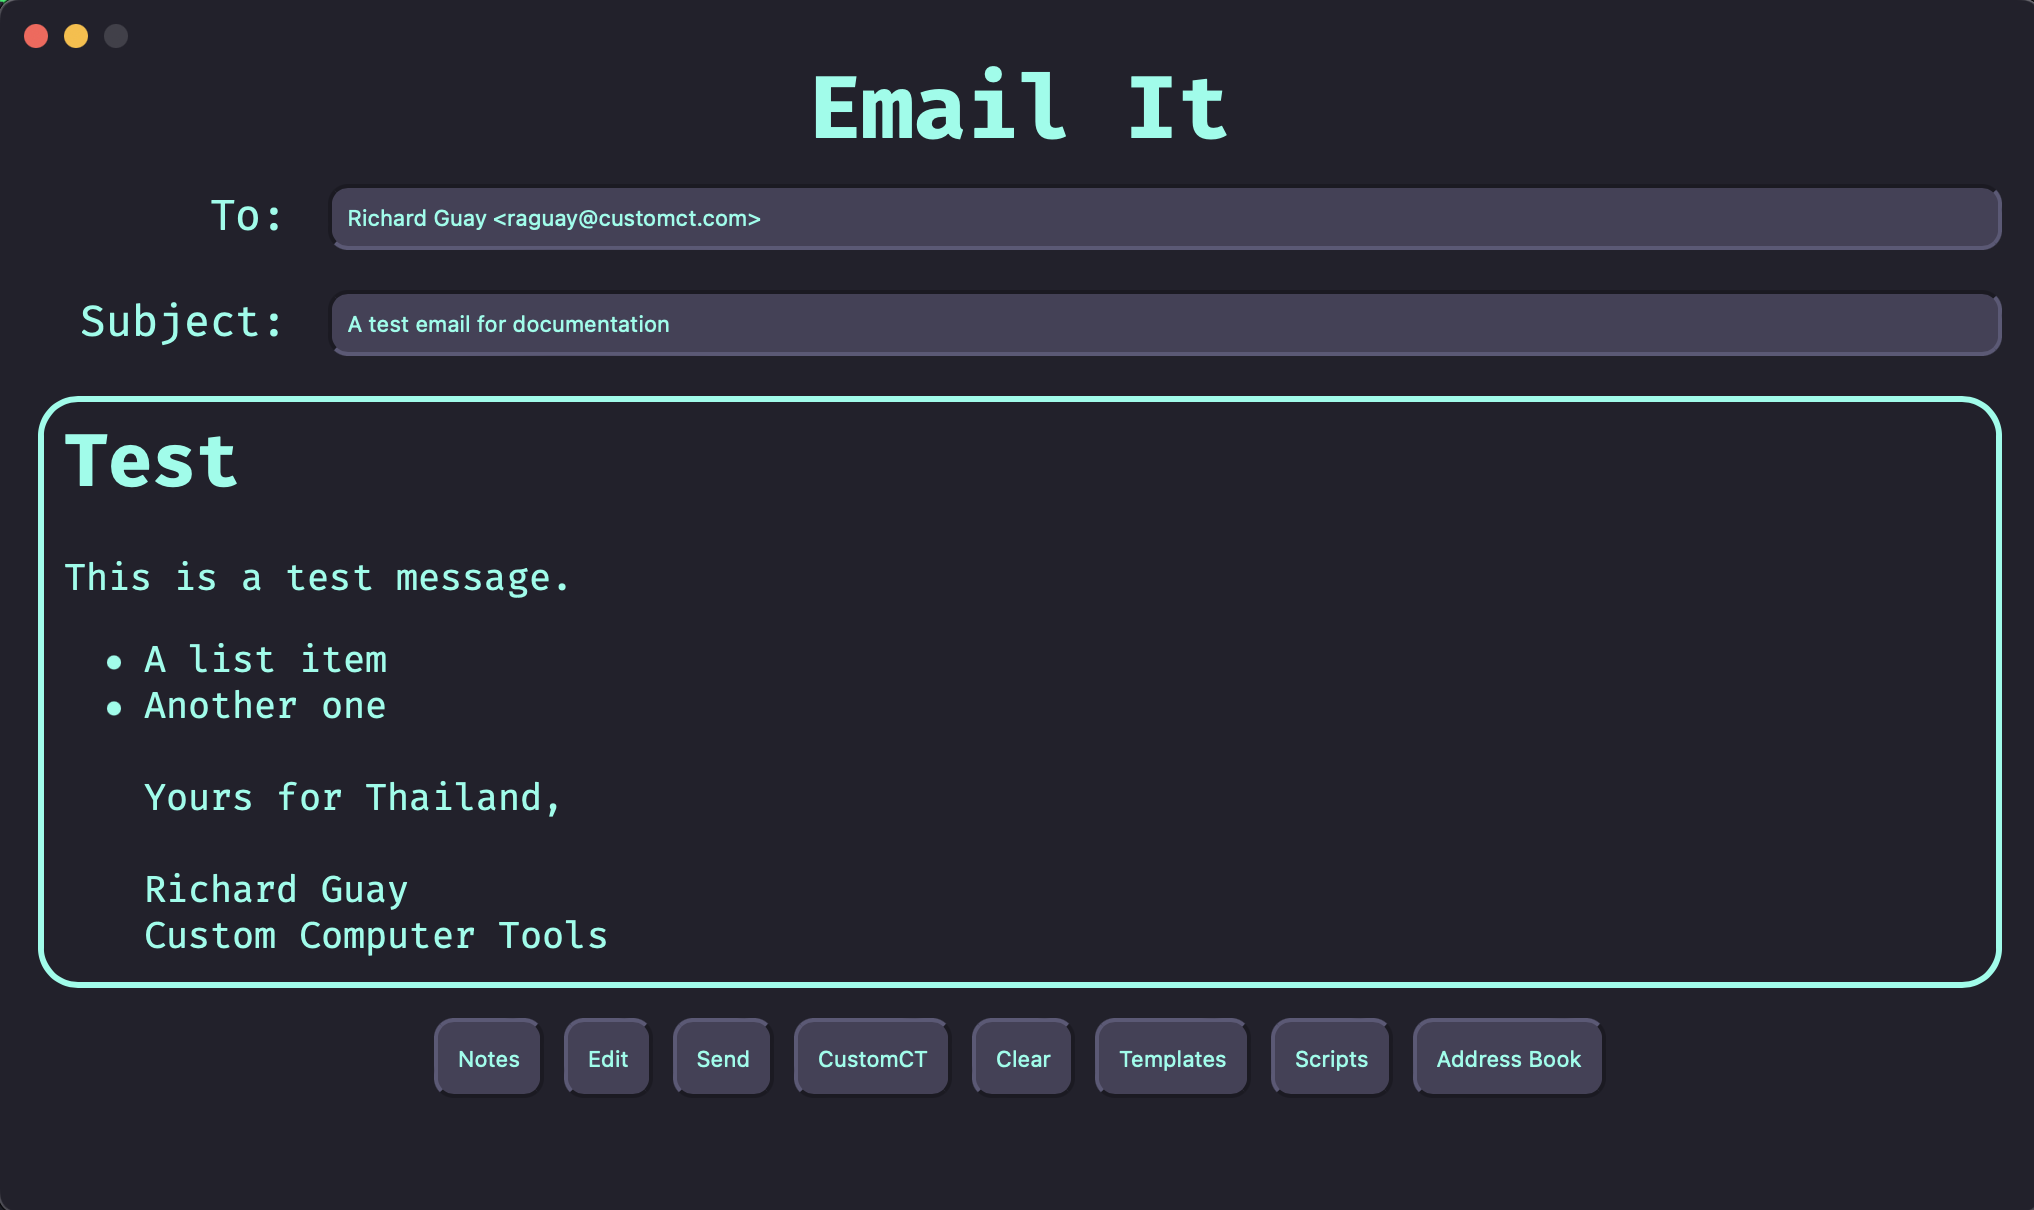 Email It
To: Richard Guay <raguay@customct.com>
Subject: A test email for documentation
Test
This is a test message.
• A list item
• Another one
Yours for Thailand,
Richard Guay
Custom Computer Tools
Notes Edit Send CustomCT Clear Templates Scripts Address Book